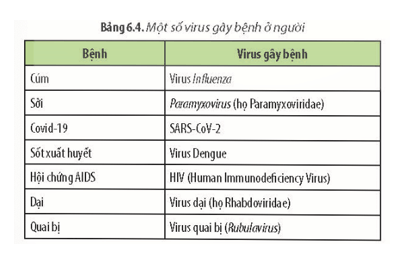 Bảng 6.4. Một số virus gây bệnh ở người
Bệnh Virus gây bệnh
Cúm Virus Influenza
Sởi Paramyxovirus (họ Paramyxoviridae)
Covid-19 SARS-CoV-2
Sốt xuất huyết Virus Dengue
Hội chứng AIDS HIV (Human Immunodeficiency Virus)
Dại Virus dại (họ Rhabdoviridae)
Quai bị Virus quai bị (Rubulavirus)